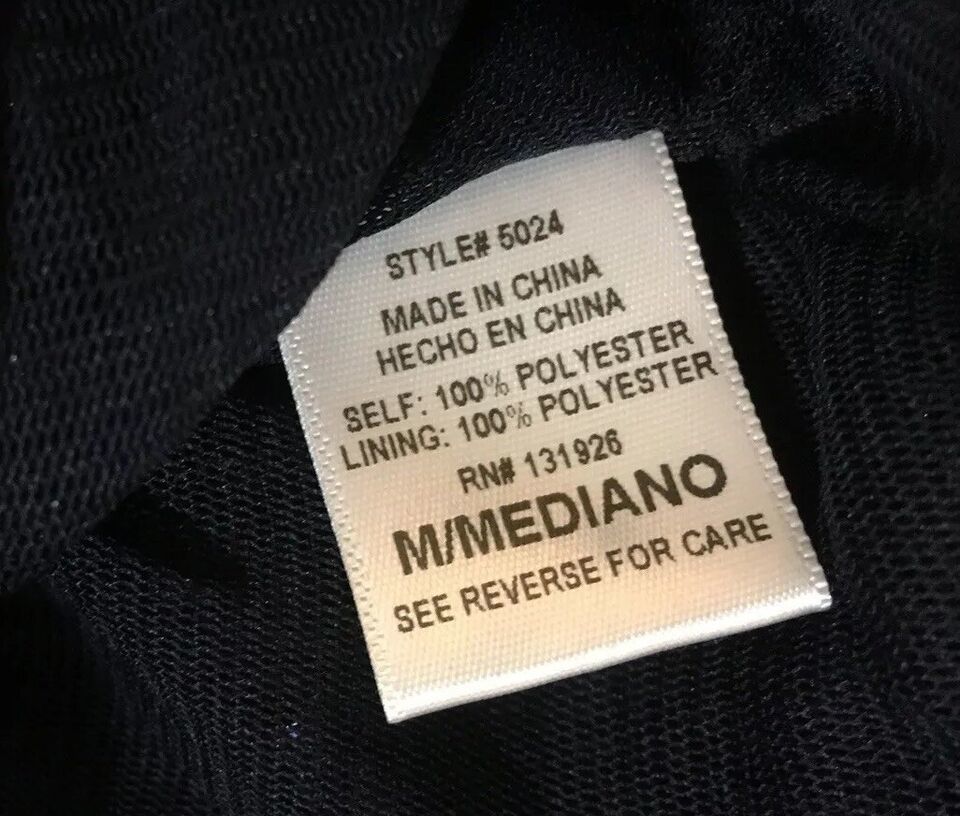 STYLE# 5024
MADE IN CHINA
HECHO EN CHINA
SELF: 100% POLYESTER
LINING: 100% POLYESTER
RN# 131926
M/MEDIANO
SEE REVERSE FOR CARE